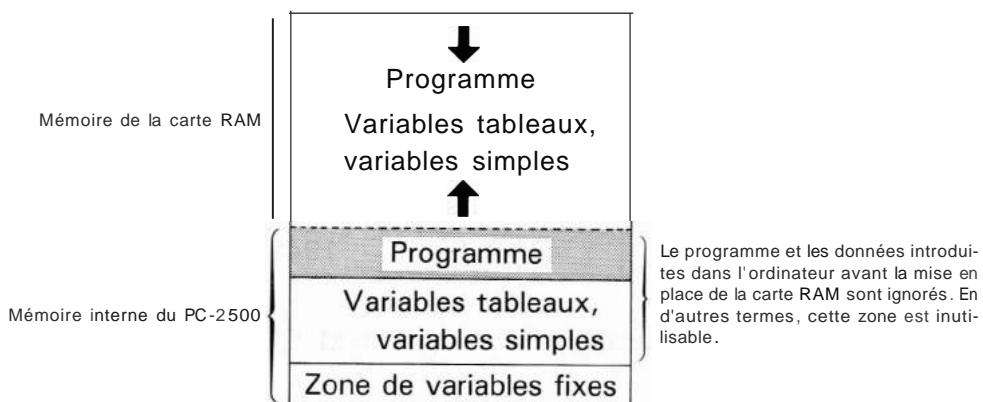 Programme
Mémoire de la carte RAM
Variables tableaux,
variables simples
Programme
Variables tableaux,
variables simples
Mémoire interne du PC-2500
Zone de variables fixes
Le programme et les données introdui-
tes dans l'ordinateur avant la mise en
place de la carte RAM sont ignorés. En
d'autres termes, cette zone est inuti-
lisable.